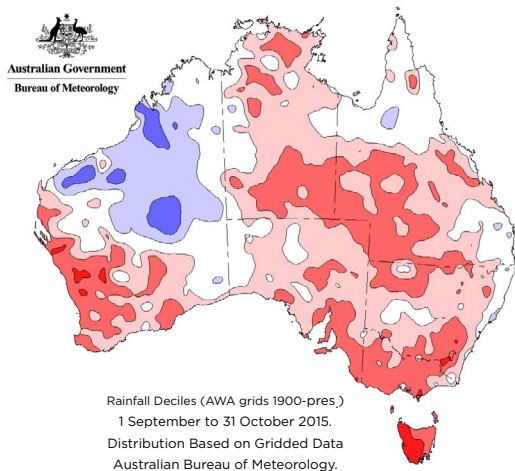 Australian Government
Bureau of Meteorology
Rainfall Deciles (AWA grids 1900-pres.)
1 September to 31 October 2015.
Distribution Based on Gridded Data
Australian Bureau of Meteorology.